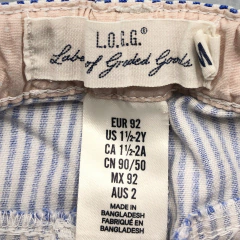 L.O.G.G.®
Label of Graded Goods
EUR 92
US 1½-2Y
CA 1½-2A
CN 90/50
MX 92
AUS 2
MADE IN
BANGLADESH
FABRIQUÉ EN
BANGLADESH